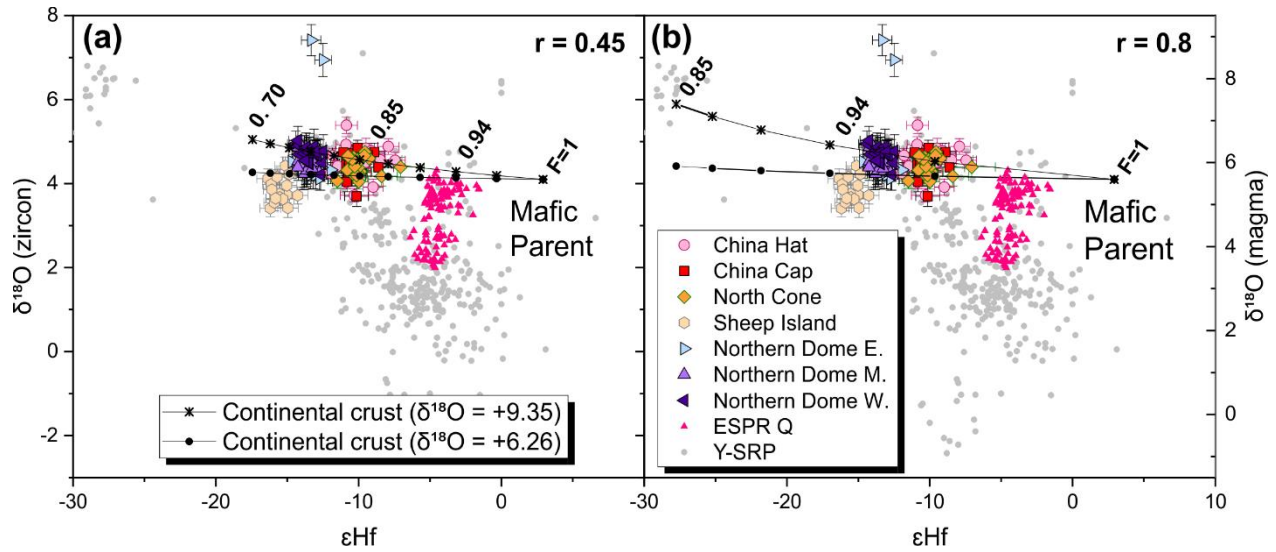 (a)
r = 0.45
0.70
0.85
0.94
F=1
Mafic
Parent
Continental crust (δ¹⁸O = +9.35)
Continental crust (δ¹⁸O = +6.26)
8
6
4
2
0
-2
δ¹⁸O (zircon)
-30
-20
-10
0
εHf
(b)
r = 0.8
0.85
0.94
F=1
Mafic
Parent
China Hat
China Cap
North Cone
Sheep Island
Northern Dome E.
Northern Dome M.
Northern Dome W.
ESPR Q
Y-SRP
8
6
4
2
0
δ¹⁸O (magma)
-30
-20
-10
0
10
εHf